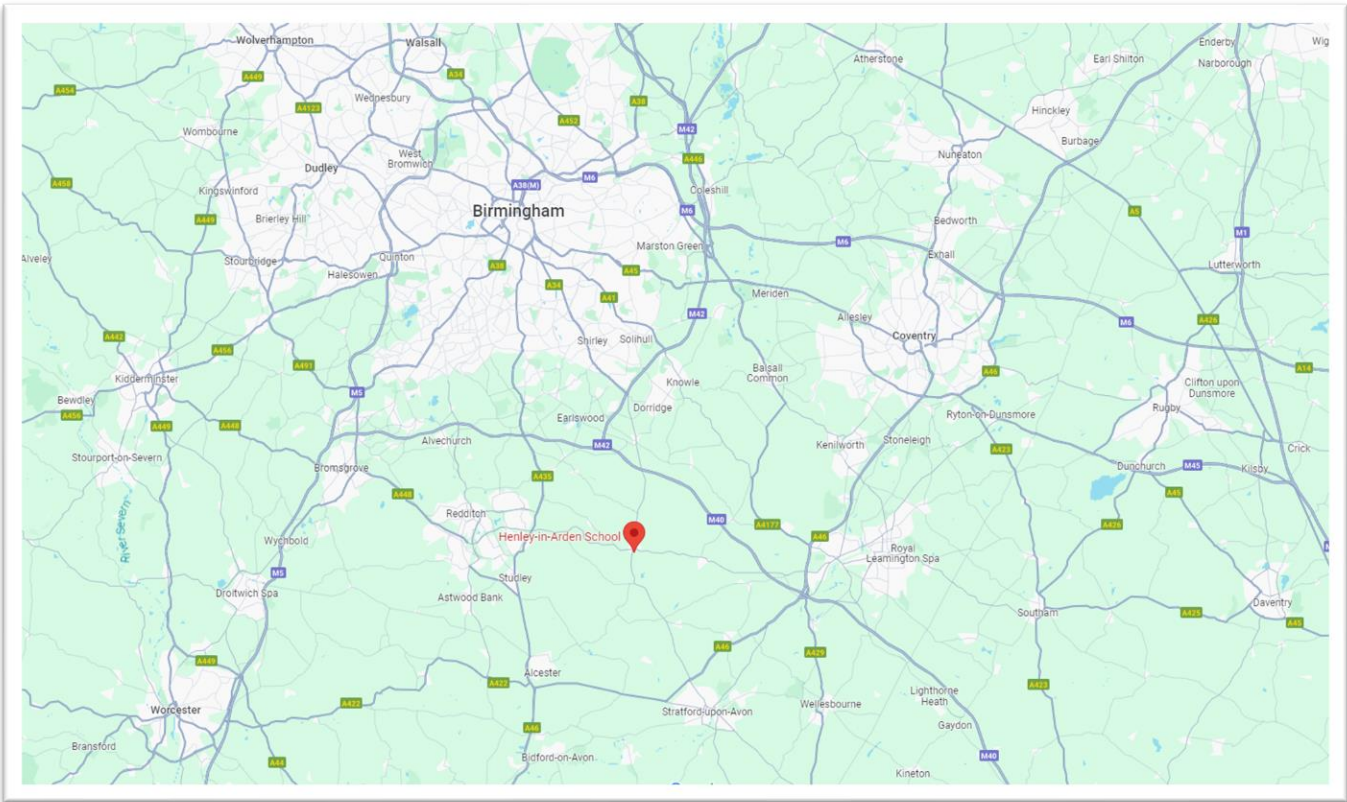 Wolverhampton
Walsall
Enderby
Wig
Narborough
Atherstone
Earl Shilton
A449
A34
A454
Wednesbury
A4123
A38
A452
Hinckley
Wombourne
M42
Burbage
West
Bromwich
Nuneaton
A446
Dudley
A458
Kingswinford
A38(M)
M6
Coleshill
Brierley Hill
A449
Birmingham
M6
A5
Bedworth
Marston Green
M6
M1
Alveley
Stourbridge
Quinton
Exhall
Lutterworth
Halesowen
A38
A45
A34
A41
Meriden
M42
Allesley
M6
A426
A442
Coventry
A456
Shirley
Solihull
A491
Balsall
Common
A14
Kidderminster
Knowle
A46
Clifton upon
Dunsmore
M5
Bewdley
A456
Dorridge
Rugby
Earlswood
Ryton-on-Dunsmore
A449
A448
Alvechurch
M42
Kenilworth
Stoneleigh
A423
Crick
Stourport-on-Severn
Bromsgrove
Dunchurch
M45
Kilsby
A435
A448
A45
River Severn
Redditch
M40
A4177
A426
Henley-in-Arden School
A46
Wychbold
Royal
Leamington Spa
M5
Studley
Droitwich Spa
Astwood Bank
Daventry
Southam
A425
A45
A46
A429
A449
Alcester
A422
A423
A422
Lighthorne
Heath
Worcester
Stratford-upon-Avon
Wellesbourne
Gaydon
A46
Bransford
Bidford-on-Avon
M40
A44
Kineton